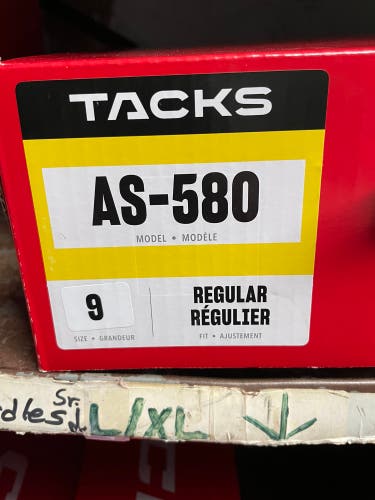 TACKS
AS-580
MODEL • MODÈLE
9
SIZE • GRANDEUR
REGULAR
RÉGULIER
FIT • AJUSTEMENT
Sr.
L/XL